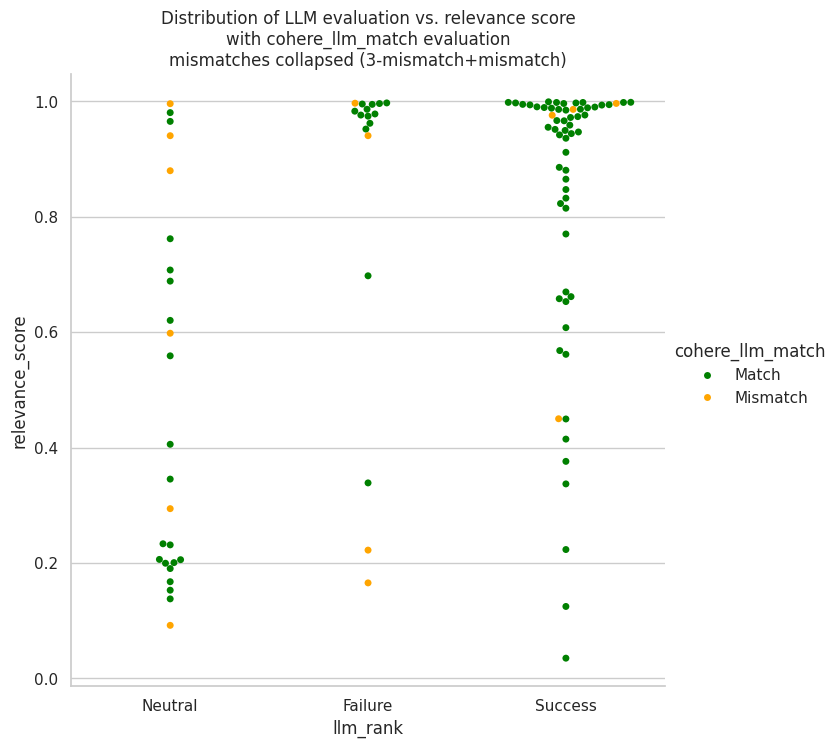 Distribution of LLM evaluation vs. relevance score
with cohere_llm_match evaluation
mismatches collapsed (3-mismatch+mismatch)
relevance_score
1.0
0.8
0.6
0.4
0.2
0.0
Neutral
Failure
Success
llm_rank
cohere_llm_match
Match
Mismatch